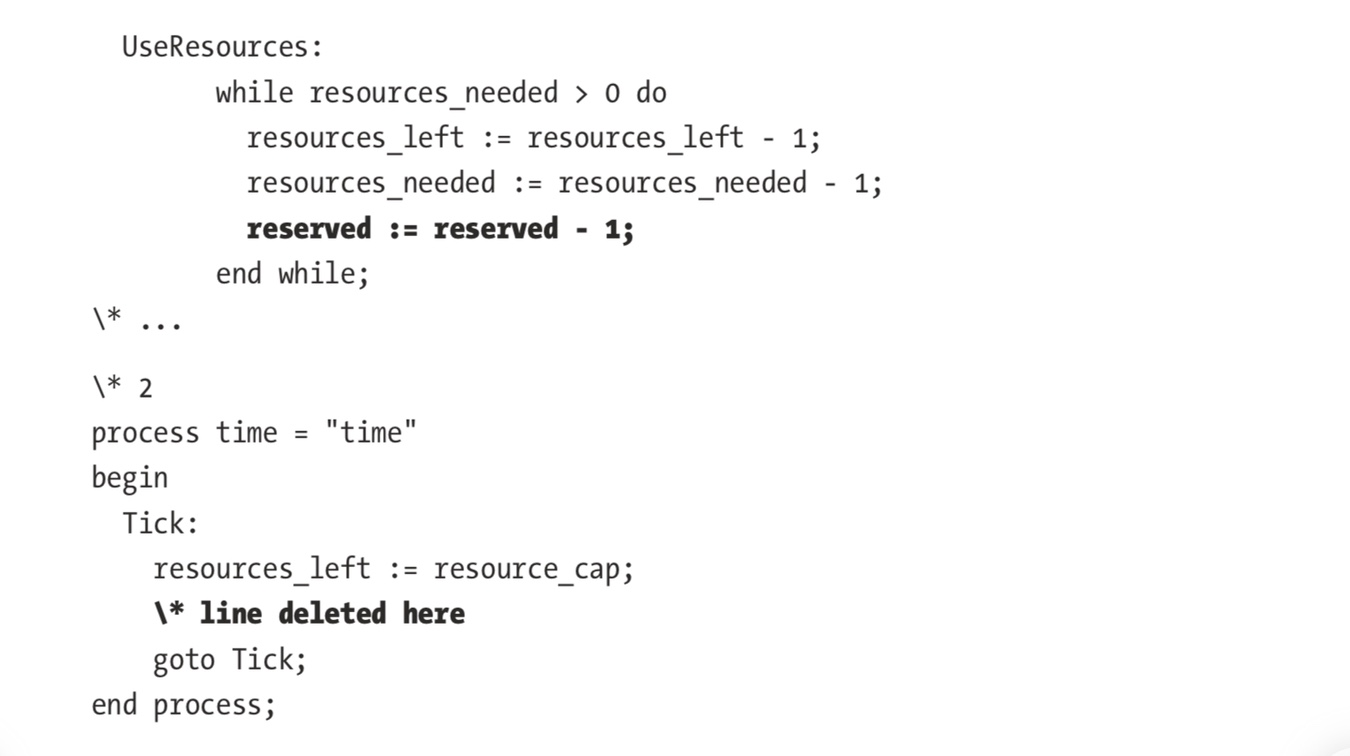 UseResources:
while resources_needed > 0 do
resources_left := resources_left - 1;
resources_needed := resources_needed - 1;
reserved := reserved - 1;
end while;
\* ...
\* 2
process time = "time"
begin
Tick:
resources_left := resource_cap;
\* line deleted here
goto Tick;
end process;